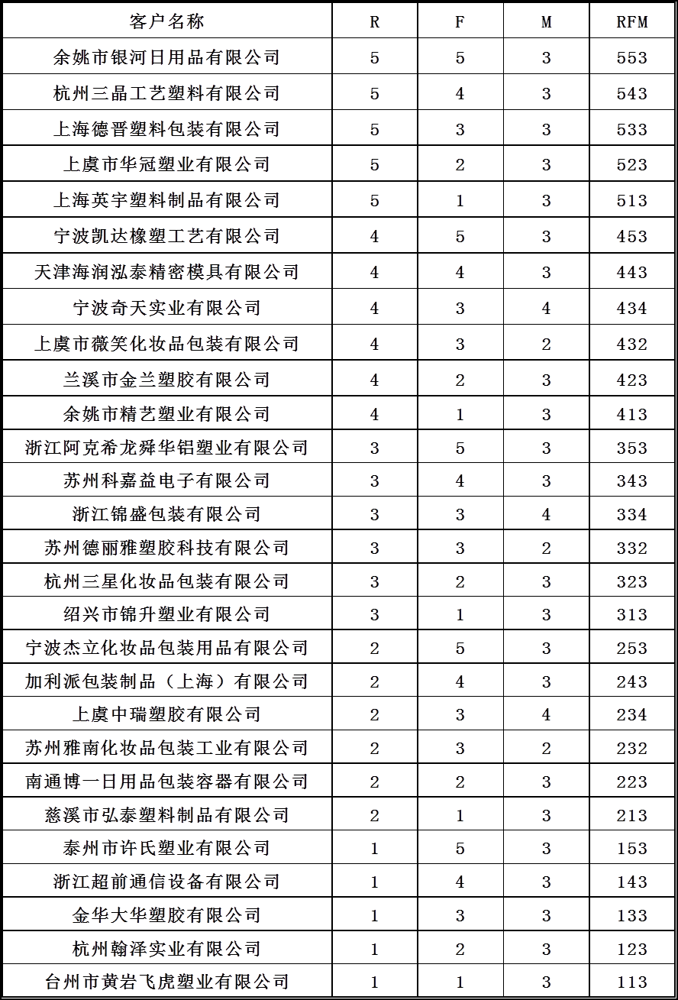 客户名称 R F M RFM
余姚市银河日用品有限公司 5 5 3 553
杭州三晶工艺塑料有限公司 5 4 3 543
上海德晋塑料包装有限公司 5 3 3 533
上虞市华冠塑业有限公司 5 2 3 523
上海英宇塑料制品有限公司 5 1 3 513
宁波凯达橡塑工艺有限公司 4 5 3 453
天津海润泓泰精密模具有限公司 4 4 3 443
宁波奇天实业有限公司 4 3 4 434
上虞市薇笑化妆品包装有限公司 4 3 2 432
兰溪市金兰塑胶有限公司 4 2 3 423
余姚市精艺塑业有限公司 4 1 3 413
浙江阿克希龙舜华铝塑业有限公司 3 5 3 353
苏州科嘉益电子有限公司 3 4 3 343
浙江锦盛包装有限公司 3 3 4 334
苏州德丽雅塑胶科技有限公司 3 3 2 332
杭州三星化妆品包装有限公司 3 2 3 323
绍兴市锦升塑业有限公司 3 1 3 313
宁波杰立化妆品包装用品有限公司 2 5 3 253
加利派包装制品（上海）有限公司 2 4 3 243
上虞中瑞塑胶有限公司 2 3 4 234
苏州雅南化妆品包装工业有限公司 2 3 2 232
南通博一日用品包装容器有限公司 2 2 3 223
慈溪市弘泰塑料制品有限公司 2 1 3 213
泰州市许氏塑业有限公司 1 5 3 153
浙江超前通信设备有限公司 1 4 3 143
金华大华塑胶有限公司 1 3 3 133
杭州翰泽实业有限公司 1 2 3 123
台州市黄岩飞虎塑业有限公司 1 1 3 113